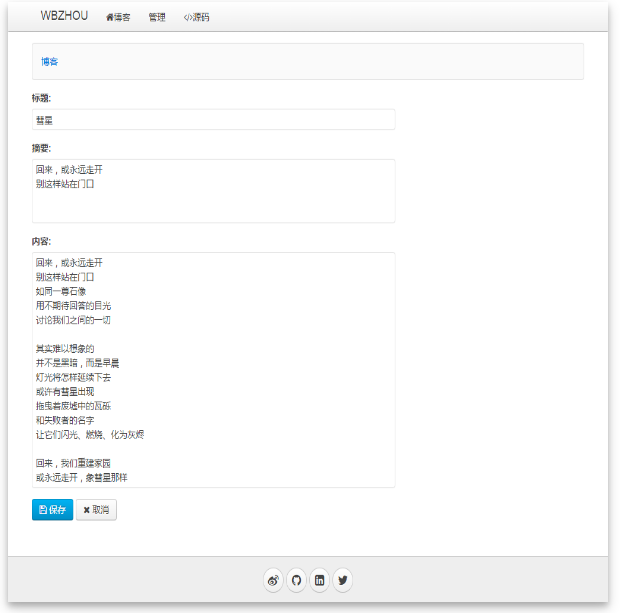 WBZHOU 博客 管理 </>源码
博客
标题:
彗星
摘要:
回来，或永远走开
别这样站在门口
内容:
回来，或永远走开
别这样站在门口
如同一尊石像
用不期待回答的目光
讨论我们之间的一切

其实难以想象的
并不是黑暗，而是早晨
灯光将怎样延续下去
或许有彗星出现
拖曳着废墟中的瓦砾
和失败者的名字
让它们闪光、燃烧、化为灰烬

回来，我们重建家园
或永远走开，象彗星那样
保存 取消